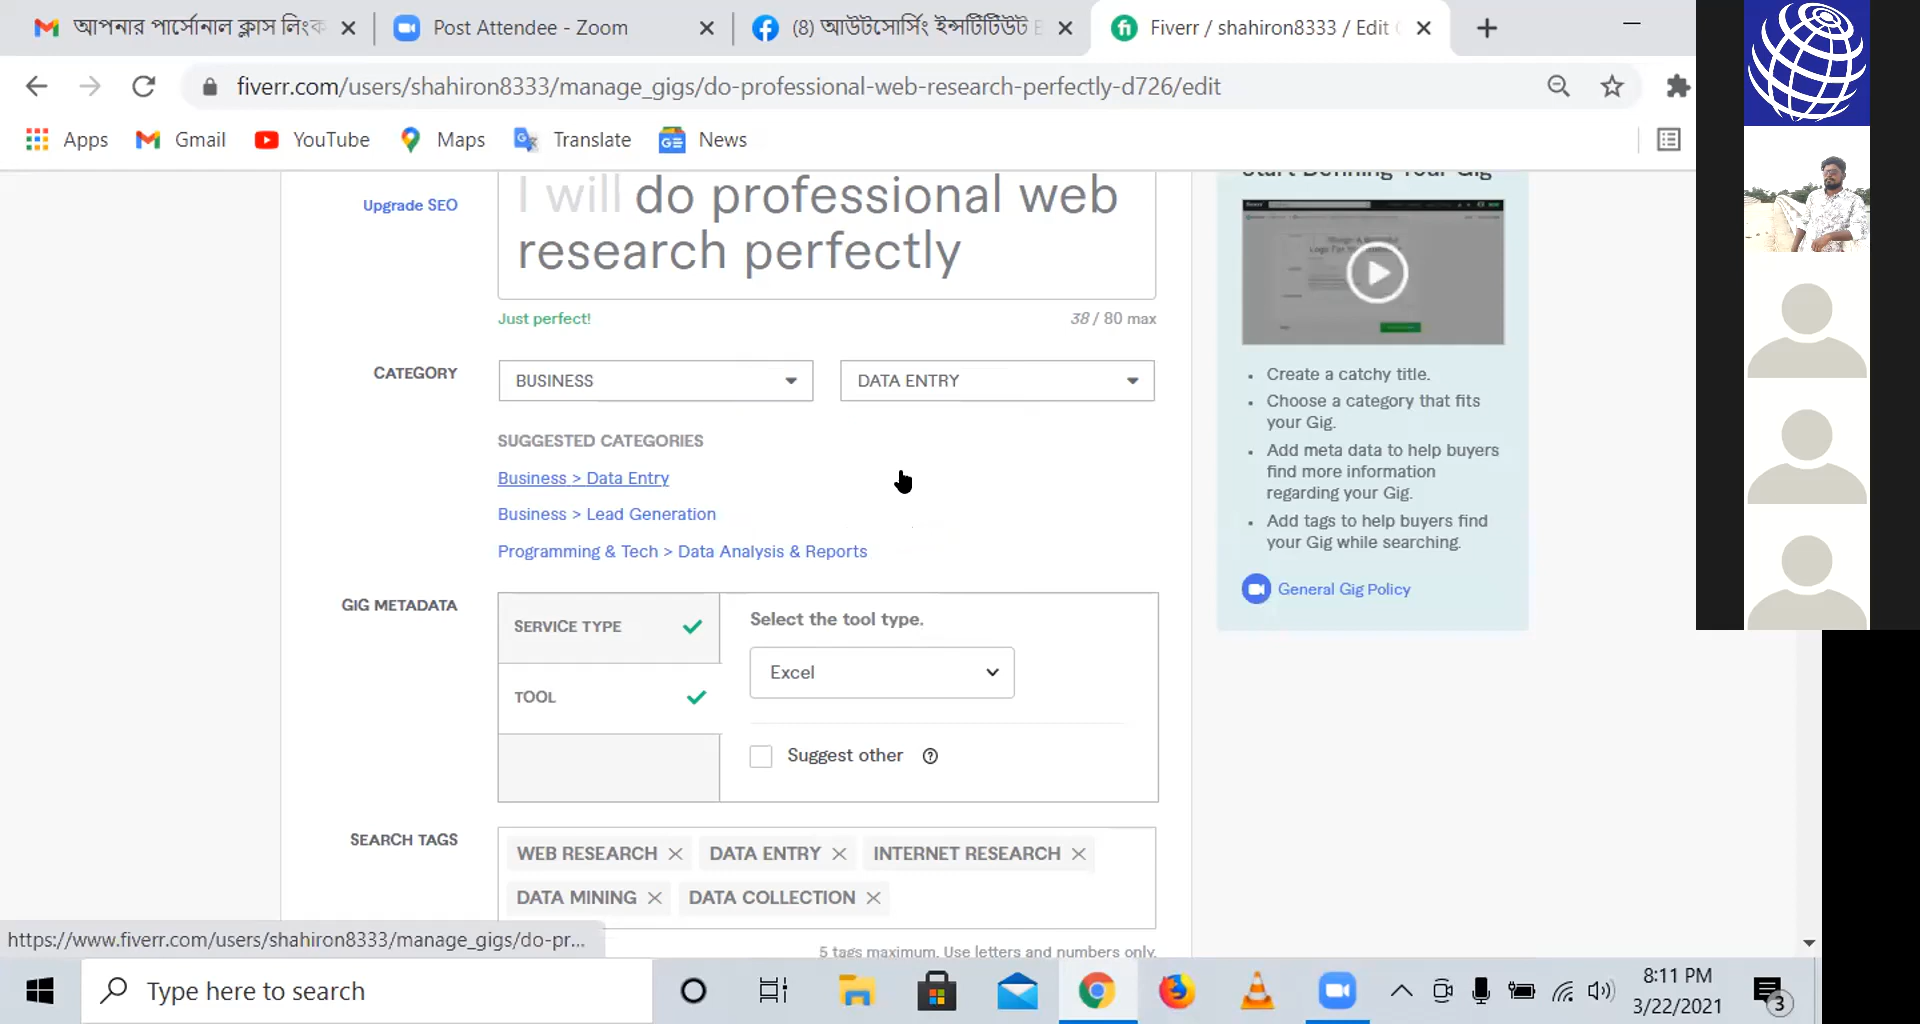 আপনার পার্সোনাল ক্লাস লিংক
Post Attendee - Zoom
(8) আউটসোর্সিং ইন্সটিটিউট
Fiverr / shahiron8333 / Edit
fiverr.com/users/shahiron8333/manage_gigs/do-professional-web-research-perfectly-d726/edit
Apps
Gmail
YouTube
Maps
Translate
News
Upgrade SEO
I will do professional web
research perfectly
Just perfect!
38 / 80 max
CATEGORY
BUSINESS
DATA ENTRY
SUGGESTED CATEGORIES
Business > Data Entry
Business > Lead Generation
Programming & Tech > Data Analysis & Reports
GIG METADATA
SERVICE TYPE
TOOL
Select the tool type.
Excel
Suggest other
SEARCH TAGS
WEB RESEARCH
DATA ENTRY
INTERNET RESEARCH
DATA MINING
DATA COLLECTION
5 tags maximum. Use letters and numbers only.
Start Defining Your Gig
Create a catchy title.
Choose a category that fits
your Gig.
Add meta data to help buyers
find more information
regarding your Gig.
Add tags to help buyers find
your Gig while searching.
General Gig Policy
https://www.fiverr.com/users/shahiron8333/manage_gigs/do-pr...
Type here to search
8:11 PM
3/22/2021
3